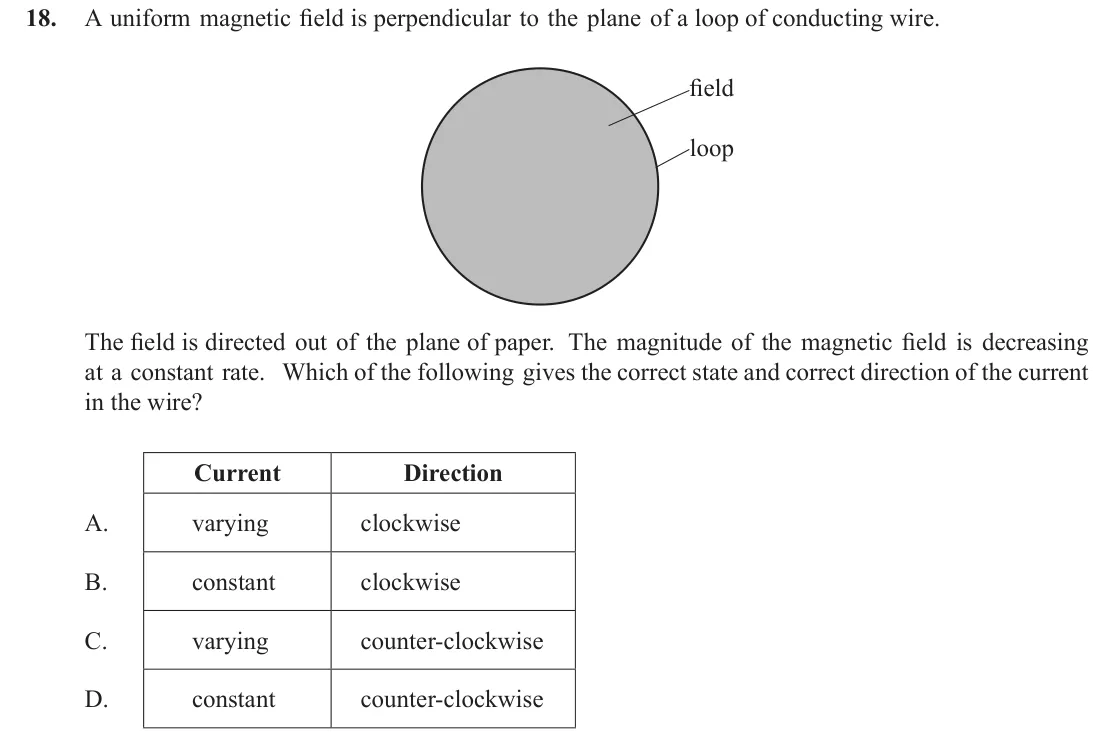 18. A uniform magnetic field is perpendicular to the plane of a loop of conducting wire.
field
loop
The field is directed out of the plane of paper. The magnitude of the magnetic field is decreasing
at a constant rate. Which of the following gives the correct state and correct direction of the current
in the wire?
Current Direction
A. varying clockwise
B. constant clockwise
C. varying counter-clockwise
D. constant counter-clockwise